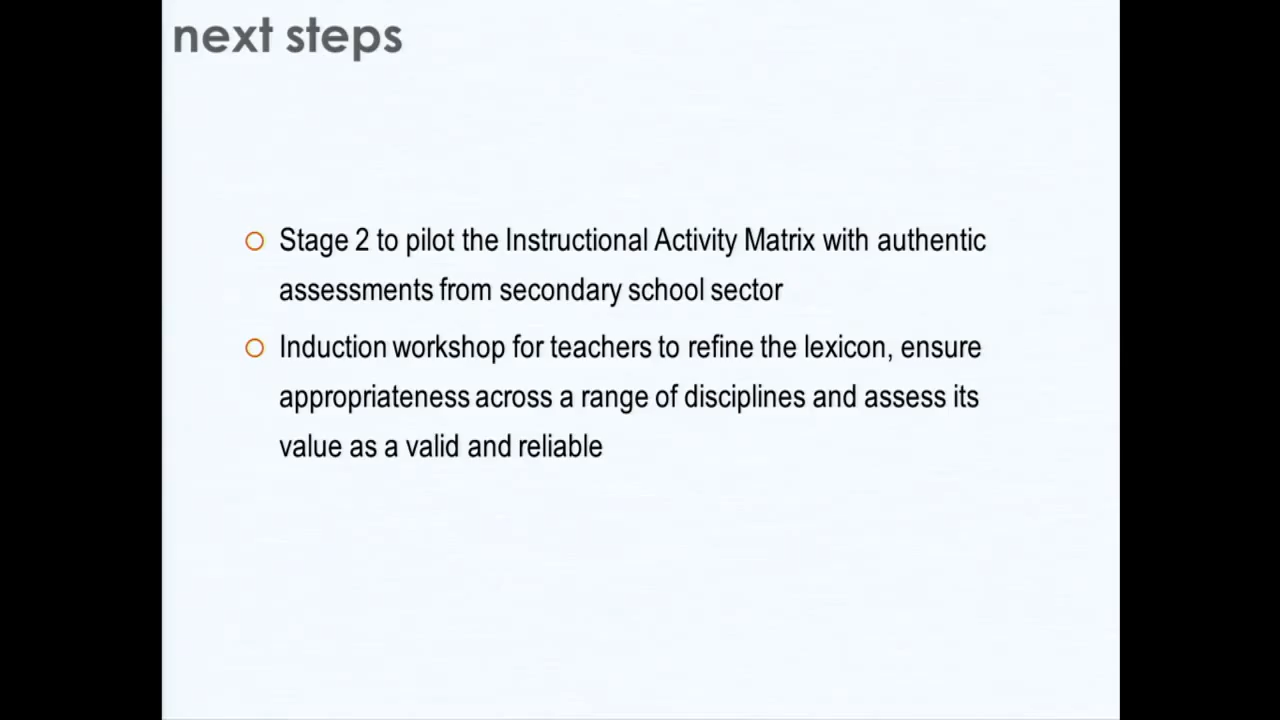 next steps
Stage 2 to pilot the Instructional Activity Matrix with authentic
assessments from secondary school sector
Induction workshop for teachers to refine the lexicon, ensure
appropriateness across a range of disciplines and assess its
value as a valid and reliable